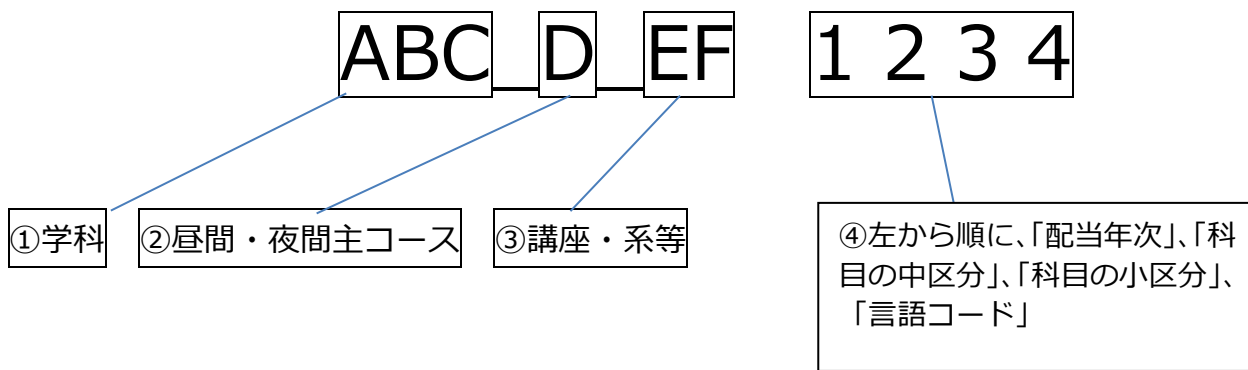 ABC_D_EF 1 2 3 4
①学科 ②昼間・夜間主コース ③講座・系等
④左から順に、「配当年次」、「科
目の中区分」、「科目の小区分」、
「言語コード」